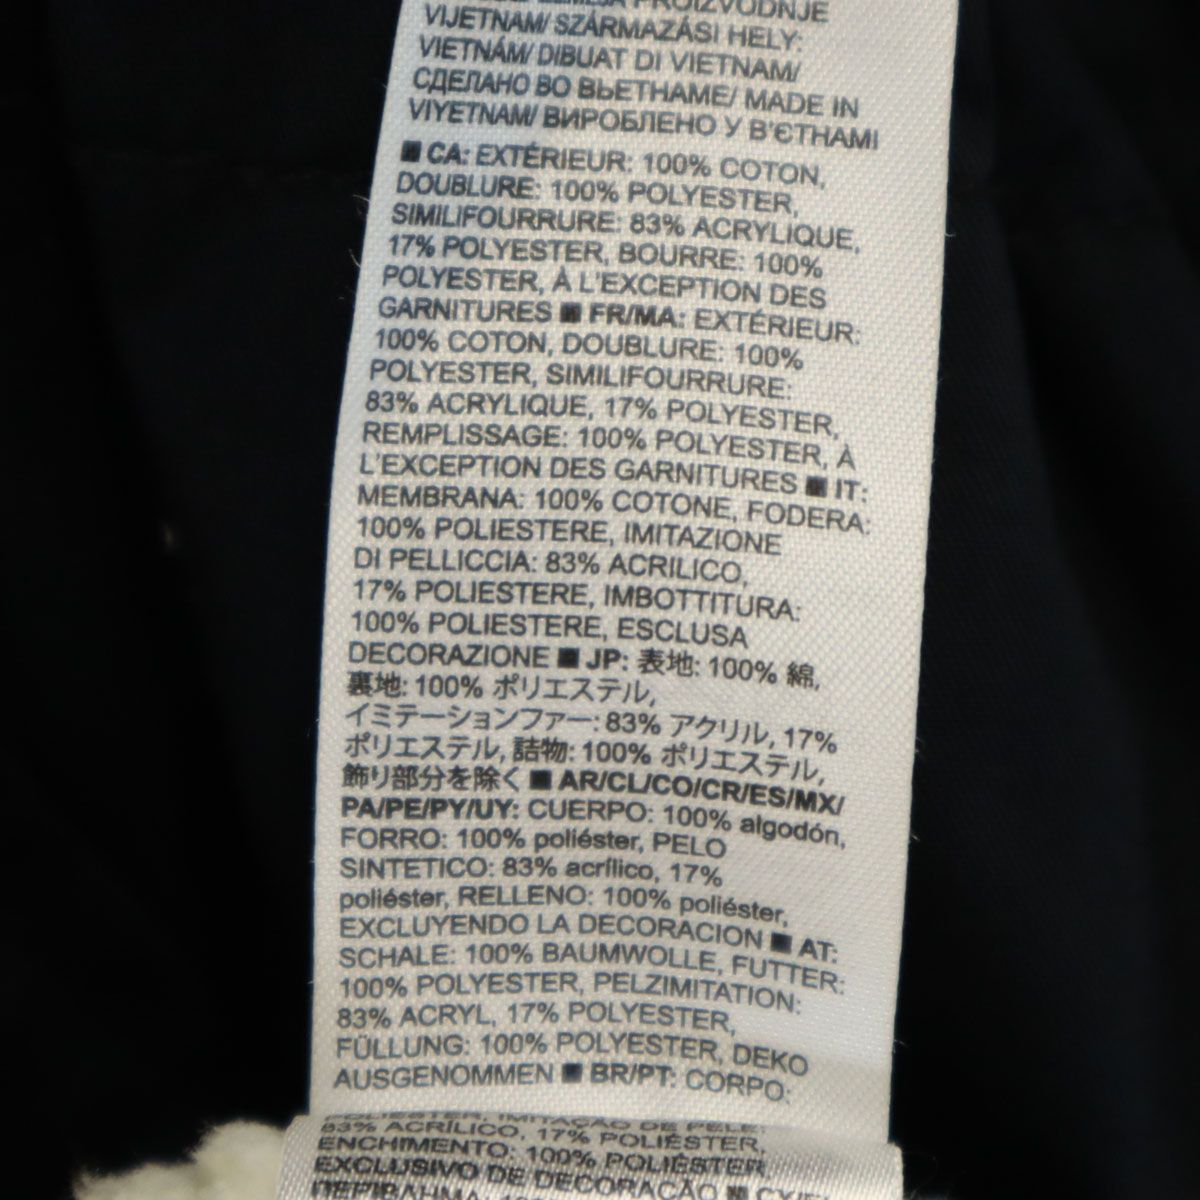 PROIZVODNJE
VIJETNAM/ SZÁRMAZÁSI HELY:
VIETNÁM/ DIBUAT DI VIETNAM/
СДЕЛАНО ВО ВЬЕТНАМЕ/ MADE IN
VIYETNAM/ ВИРОБЛЕНО У В'ЄТНАМІ
■ CA: EXTÉRIEUR: 100% COTON,
DOUBLURE: 100% POLYESTER,
SIMILIFOURRURE: 83% ACRYLIQUE,
17% POLYESTER, BOURRE: 100%
POLYESTER, À L'EXCEPTION DES
GARNITURES ■ FR/MA: EXTÉRIEUR:
100% COTON, DOUBLURE: 100%
POLYESTER, SIMILIFOURRURE:
83% ACRYLIQUE, 17% POLYESTER,
REMPLISSAGE: 100% POLYESTER, À
L'EXCEPTION DES GARNITURES ■ IT:
MEMBRANA: 100% COTONE, FODERA:
100% POLIESTERE, IMITAZIONE
DI PELLICCIA: 83% ACRILICO,
17% POLIESTERE, IMBOTTITURA:
100% POLIESTERE, ESCLUSA
DECORAZIONE ■ JP: 表地: 100% 綿,
裏地: 100% ポリエステル,
イミテーションファー: 83% アクリル, 17%
ポリエステル, 詰物: 100% ポリエステル,
飾り部分を除く ■ AR/CL/CO/CR/ES/MX/
PA/PE/PY/UY: CUERPO: 100% algodón,
FORRO: 100% poliéster, PELO
SINTETICO: 83% acrílico, 17%
poliéster, RELLENO: 100% poliéster,
EXCLUYENDO LA DECORACION ■ AT:
SCHALE: 100% BAUMWOLLE, FUTTER:
100% POLYESTER, PELZIMITATION:
83% ACRYL, 17% POLYESTER,
FÜLLUNG: 100% POLYESTER, DEKO
AUSGENOMMEN ■ BR/PT: CORPO:
POLIÉSTER, IMITAÇÃO DE PELE:
83% ACRÍLICO, 17% POLIÉSTER,
ENCHIMENTO: 100% POLIÉSTER
EXCLUSIVO DE DECORAÇÃO ■